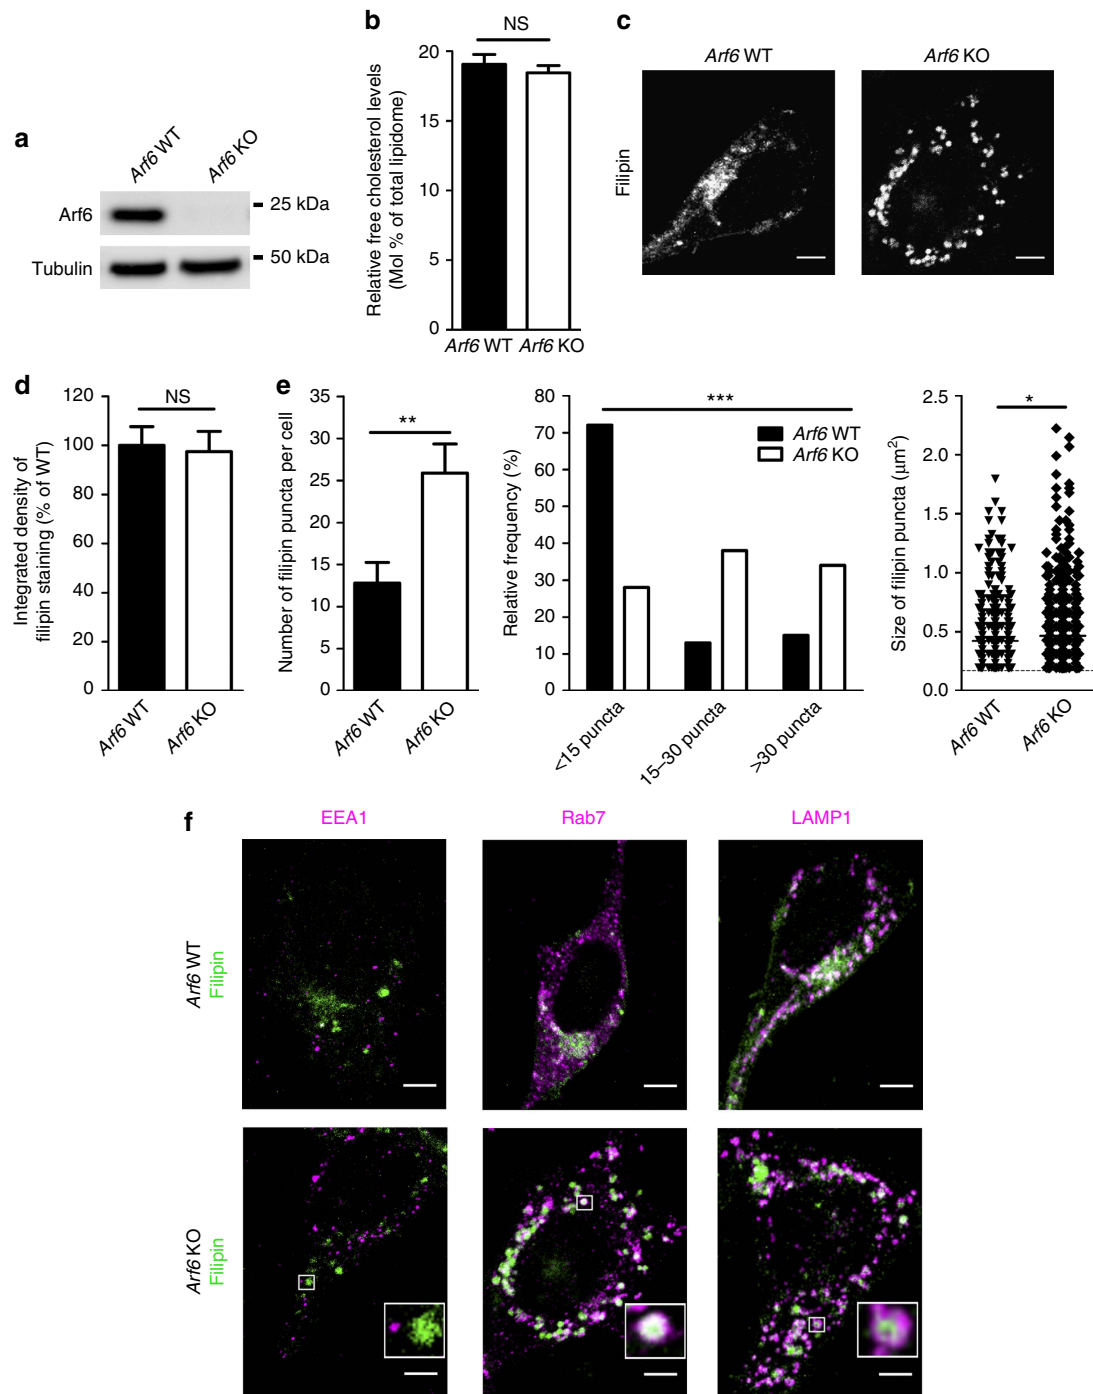 a
Arf6 WT
Arf6 KO
Arf6
25 kDa
Tubulin
50 kDa
b
NS
Relative free cholesterol levels
(Mol % of total lipidome)
20
15
10
5
0
Arf6 WT
Arf6 KO
c
Arf6 WT
Arf6 KO
Filipin
d
NS
Integrated density of
filipin staining (% of WT)
120
100
80
60
40
20
0
Arf6 WT
Arf6 KO
e
**
Number of filipin puncta per cell
35
30
25
20
15
10
5
0
Arf6 WT
Arf6 KO
***
Arf6 WT
Arf6 KO
Relative frequency (%)
80
70
60
50
40
30
20
10
0
<15 puncta
15–30 puncta
>30 puncta
*
Size of filipin puncta (μm²)
2.5
2.0
1.5
1.0
0.5
0.0
Arf6 WT
Arf6 KO
f
EEA1
Rab7
LAMP1
Arf6 WT
Filipin
Arf6 KO
Filipin